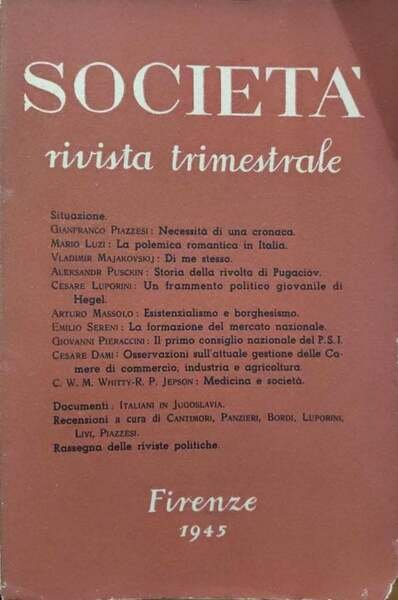 SOCIETÀ
rivista trimestrale
Situazione.
GIANFRANCO PIAZZESI: Necessità di una cronaca.
MARIO LUZI: La polemica romantica in Italia.
VLADIMIR MAJAKOVSKOJ: Di me stesso.
ALEKSANDR PUSCKIN: Storia della rivolta di Pugaciov.
CESARE LUPORINI: Un frammento politico giovanile di
Hegel.
ARTURO MASSOLO: Esistenzialismo e borghesismo.
EMILIO SERENI: La formazione del mercato nazionale.
GIOVANNI PIERACCINI: Il primo consiglio nazionale del P.S.I.
CESARE DAMI: Osservazioni sull'attuale gestione delle Ca-
mere di commercio, industria e agricoltura.
C. W. M. WHITTY-R. P. JEPSON: Medicina e società.
Documenti: ITALIANI IN JUGOSLAVIA.
Recensioni a cura di CANTIMORI, PANZIERI, BORDI, LUPORINI,
LIVI, PIAZZESI.
Rassegna delle riviste politiche.
Firenze
1945